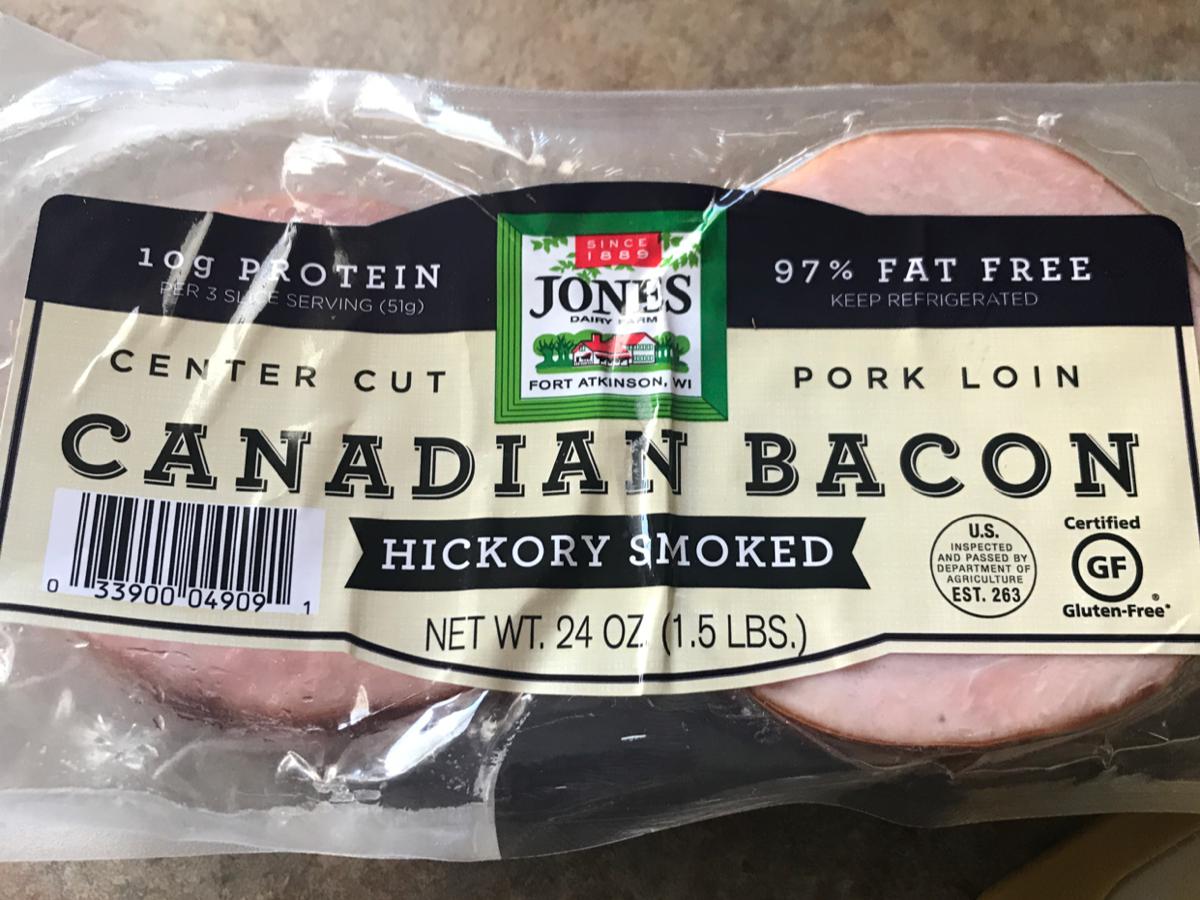 10g PROTEIN
PER 3 SLICE SERVING (51g)
SINCE
1889
JONES
DAIRY FARM
FORT ATKINSON, WI
97% FAT FREE
KEEP REFRIGERATED
CENTER CUT
PORK LOIN
CANADIAN BACON
HICKORY SMOKED
NET WT. 24 OZ. (1.5 LBS.)
0 33900 04909 1
U.S.
INSPECTED
AND PASSED BY
DEPARTMENT OF
AGRICULTURE
EST. 263
Certified
GF
Gluten-Free®*